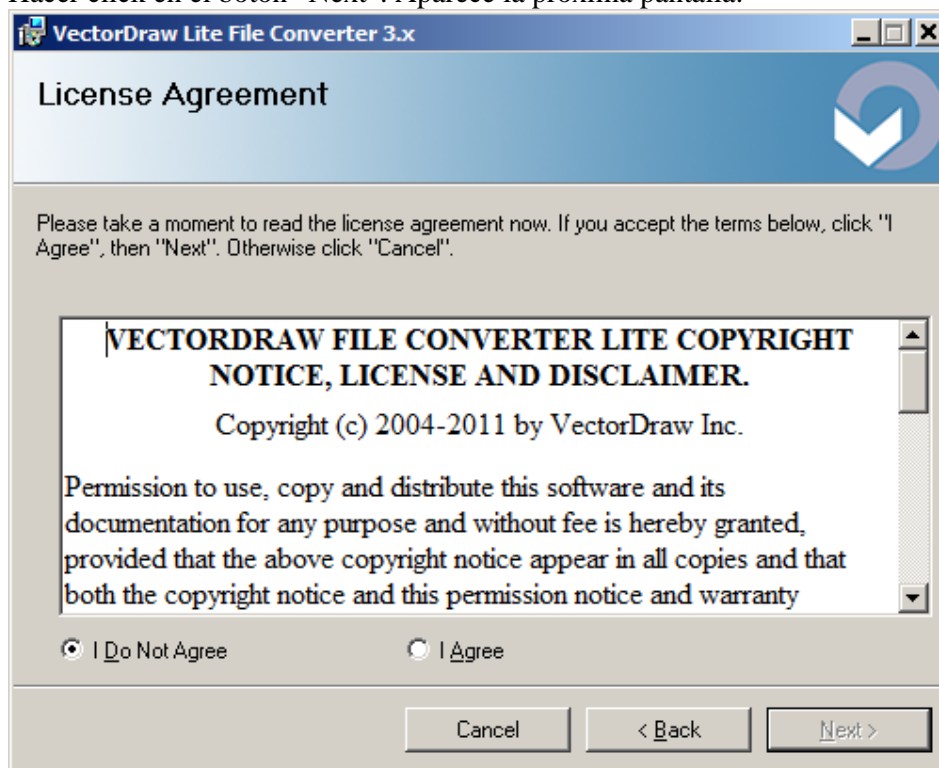 Hacer click en el botón "Next". Aparece la próxima pantalla:
VectorDraw Lite File Converter 3.x
License Agreement
Please take a moment to read the license agreement now. If you accept the terms below, click "I
Agree", then "Next". Otherwise click "Cancel".
VECTORDRAW FILE CONVERTER LITE COPYRIGHT
NOTICE, LICENSE AND DISCLAIMER.
Copyright (c) 2004-2011 by VectorDraw Inc.
Permission to use, copy and distribute this software and its
documentation for any purpose and without fee is hereby granted,
provided that the above copyright notice appear in all copies and that
both the copyright notice and this permission notice and warranty
I Do Not Agree
I Agree
Cancel
< Back
Next >